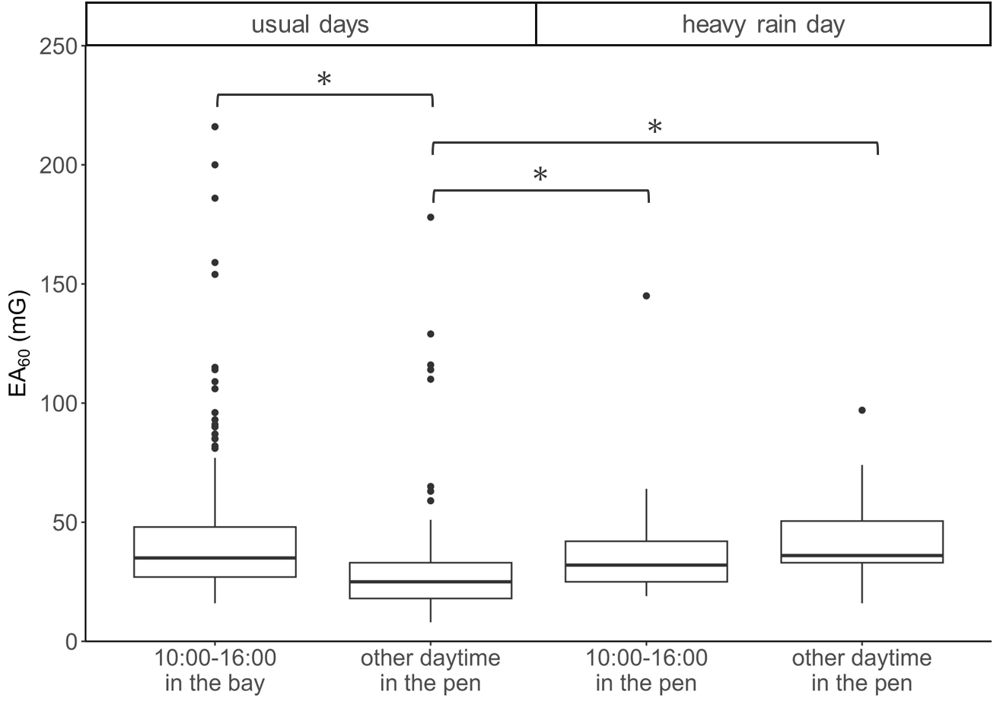 usual days
heavy rain day
250
200
150
100
50
0
EA60 (mG)
*
*
*
10:00-16:00
in the bay
other daytime
in the pen
10:00-16:00
in the pen
other daytime
in the pen